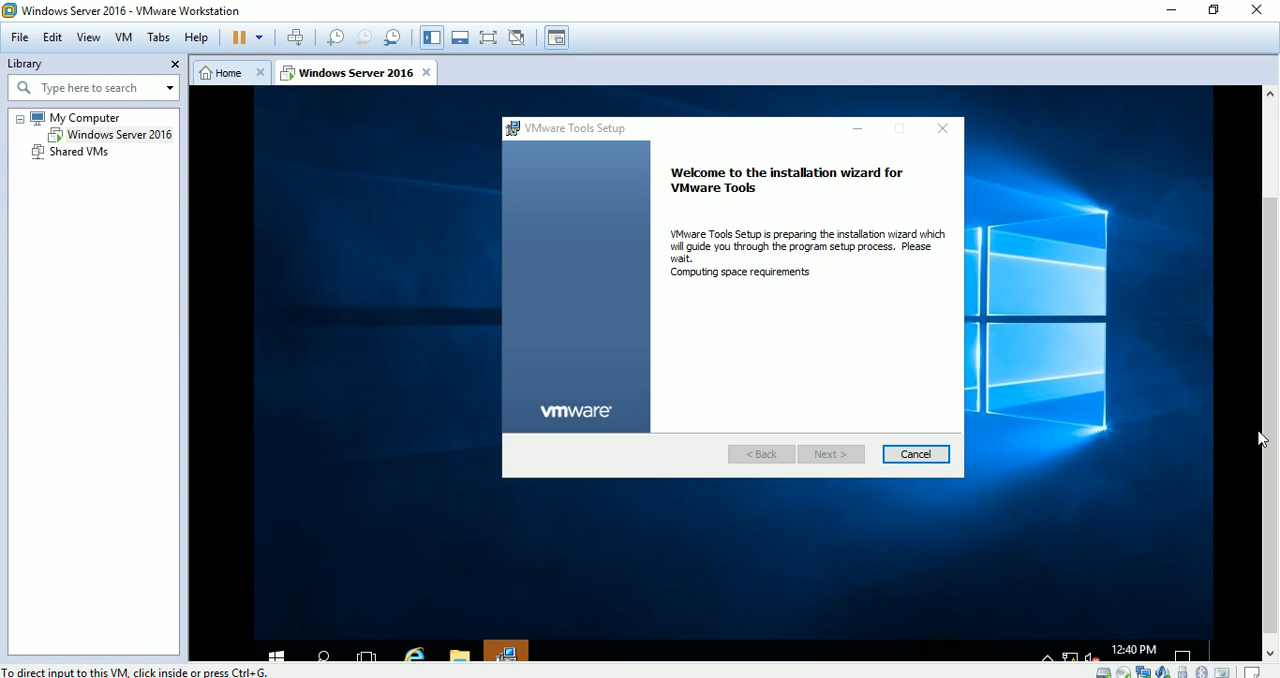 Windows Server 2016 - VMware Workstation
File Edit View VM Tabs Help
Library
Home
Windows Server 2016
Type here to search
My Computer
Windows Server 2016
Shared VMs
VMware Tools Setup
Welcome to the installation wizard for
VMware Tools
VMware Tools Setup is preparing the installation wizard which
will guide you through the program setup process. Please
wait.
Computing space requirements
vmware
< Back Next > Cancel
12:40 PM
To direct input to this VM, click inside or press Ctrl+G.